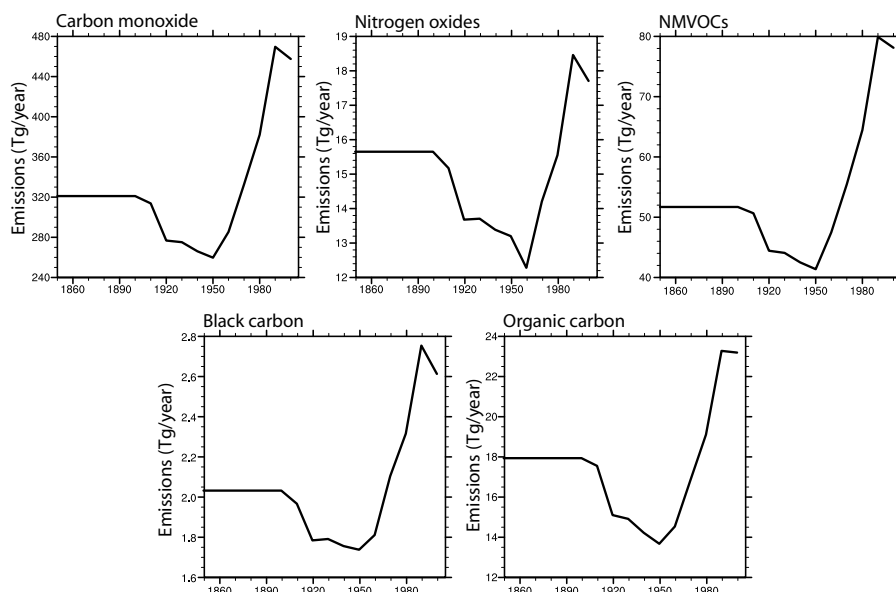 Carbon monoxide
Emissions (Tg/year)
480
440
400
360
320
280
240
1860 1890 1920 1950 1980
Nitrogen oxides
Emissions (Tg/year)
19
18
17
16
15
14
13
12
1860 1890 1920 1950 1980
NMVOCs
Emissions (Tg/year)
80
70
60
50
40
1860 1890 1920 1950 1980
Black carbon
Emissions (Tg/year)
2.8
2.6
2.4
2.2
2.0
1.8
1.6
1860 1890 1920 1950 1980
Organic carbon
Emissions (Tg/year)
24
22
20
18
16
14
12
1860 1890 1920 1950 1980